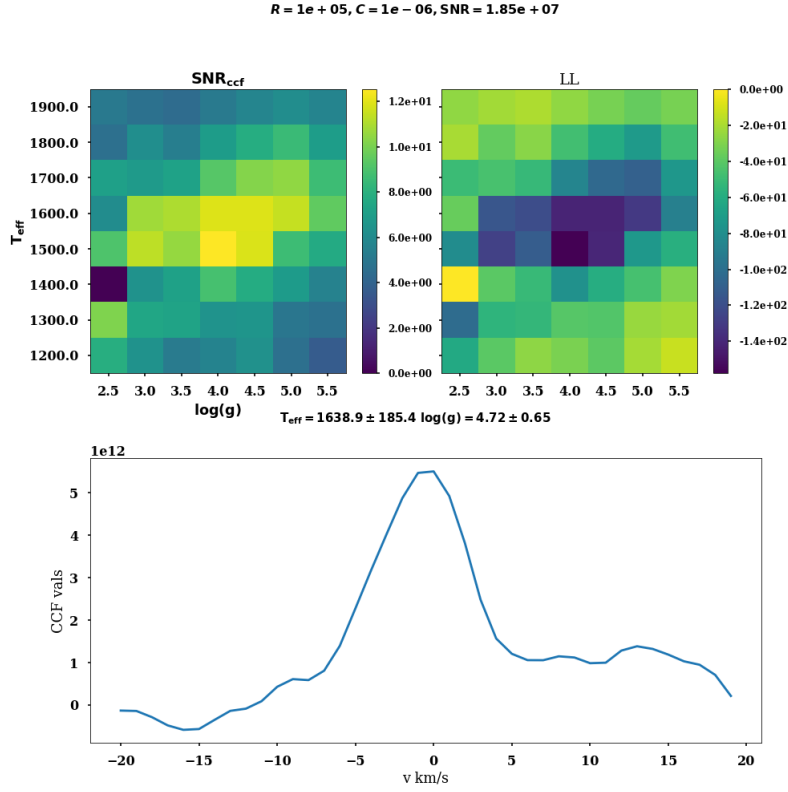 R = 1e + 05, C = 1e − 06, SNR = 1.85e + 07
SNRccf
LL
Teff
1900.0
1800.0
1700.0
1600.0
1500.0
1400.0
1300.0
1200.0
2.5 3.0 3.5 4.0 4.5 5.0 5.5
log(g)
1.2e+01
1.0e+01
8.0e+00
6.0e+00
4.0e+00
2.0e+00
0.0e+00
2.5 3.0 3.5 4.0 4.5 5.0 5.5
0.0e+00
-2.0e+01
-4.0e+01
-6.0e+01
-8.0e+01
-1.0e+02
-1.2e+02
-1.4e+02
Teff = 1638.9 ± 185.4 log(g) = 4.72 ± 0.65
1e12
CCF vals
5
4
3
2
1
0
−20 −15 −10 −5 0 5 10 15 20
v km/s